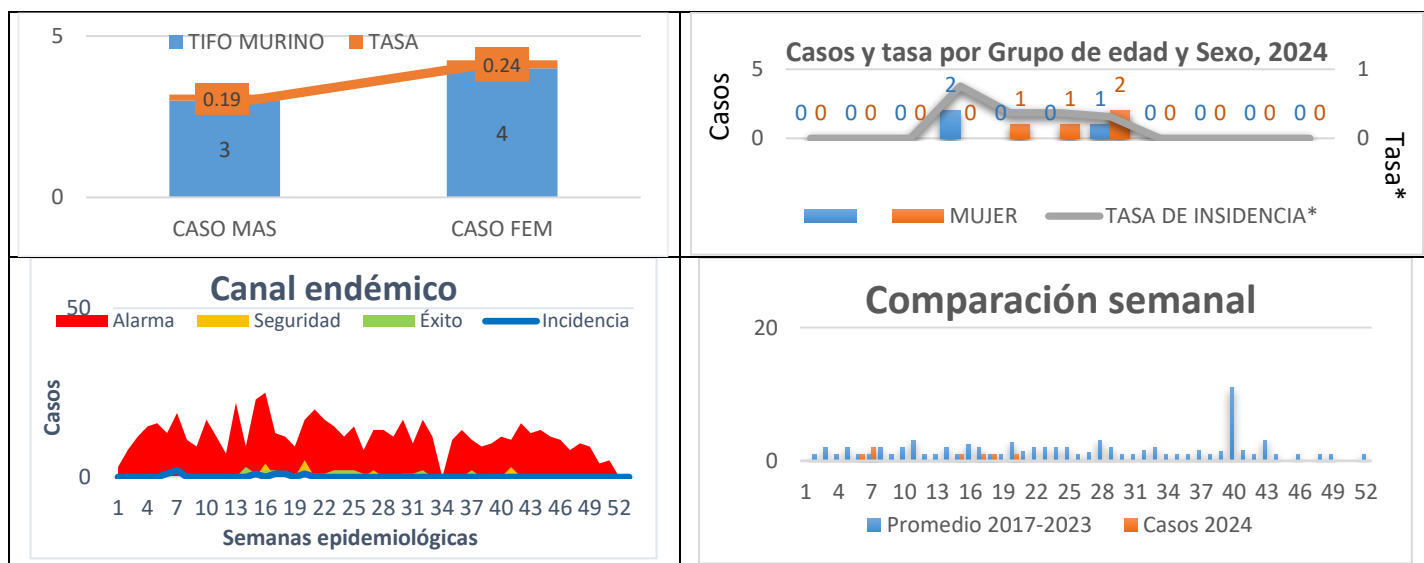 5
TIFO MURINO TASA
0.19
0.24
3
4
0
CASO MAS CASO FEM
Casos y tasa por Grupo de edad y Sexo, 2024
5 1
Casos
2 2
0 0 0 0 0 0 0 0 1 0 1 1 0 0 0 0 0 0 0 0
0 0
Tasa*
MUJER TASA DE INSIDENCIA*
Canal endémico
50
Alarma Seguridad Éxito Incidencia
Casos
0
1 4 7 10 13 16 19 22 25 28 31 34 37 40 43 46 49 52
Semanas epidemiológicas
Comparación semanal
20
0
1 4 7 10 13 16 19 22 25 28 31 34 37 40 43 46 49 52
Promedio 2017-2023 Casos 2024